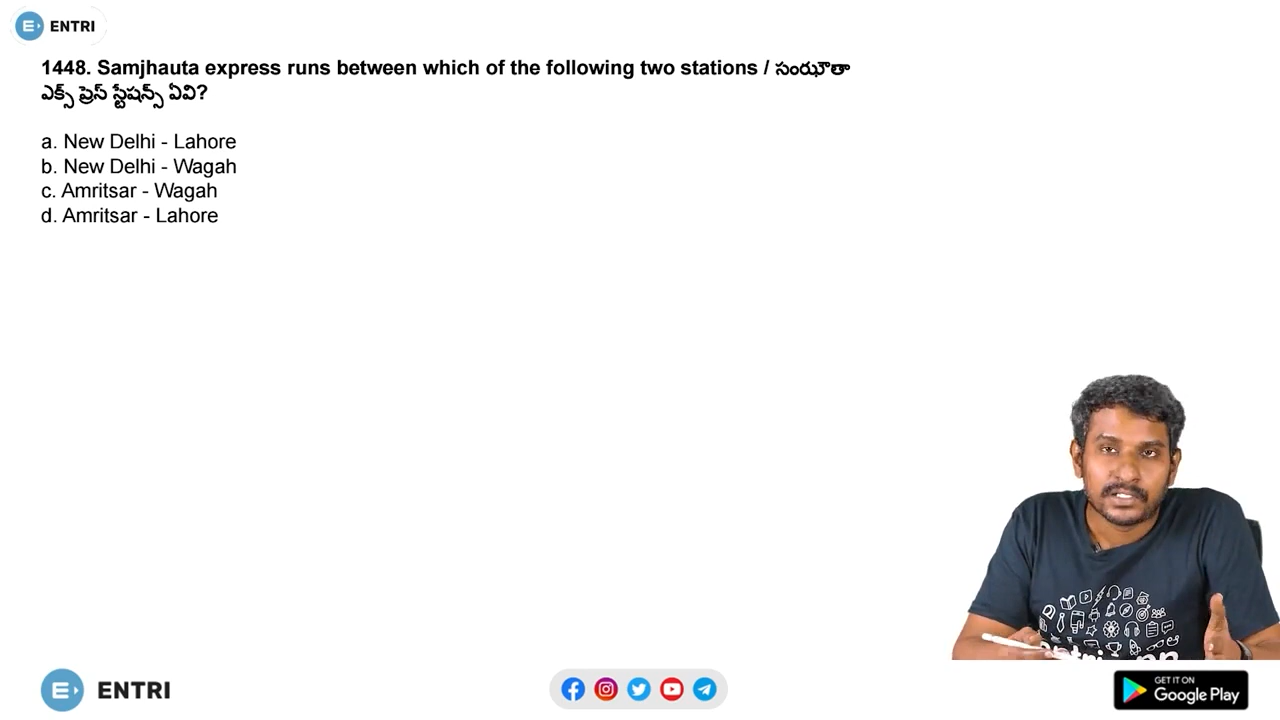 ENTRI
1448. Samjhauta express runs between which of the following two stations / సంఝౌతా
ఎక్స్ ప్రెస్ స్టేషన్స్ ఏవి?
a. New Delhi - Lahore
b. New Delhi - Wagah
c. Amritsar - Wagah
d. Amritsar - Lahore
ENTRI
GET IT ON
Google Play